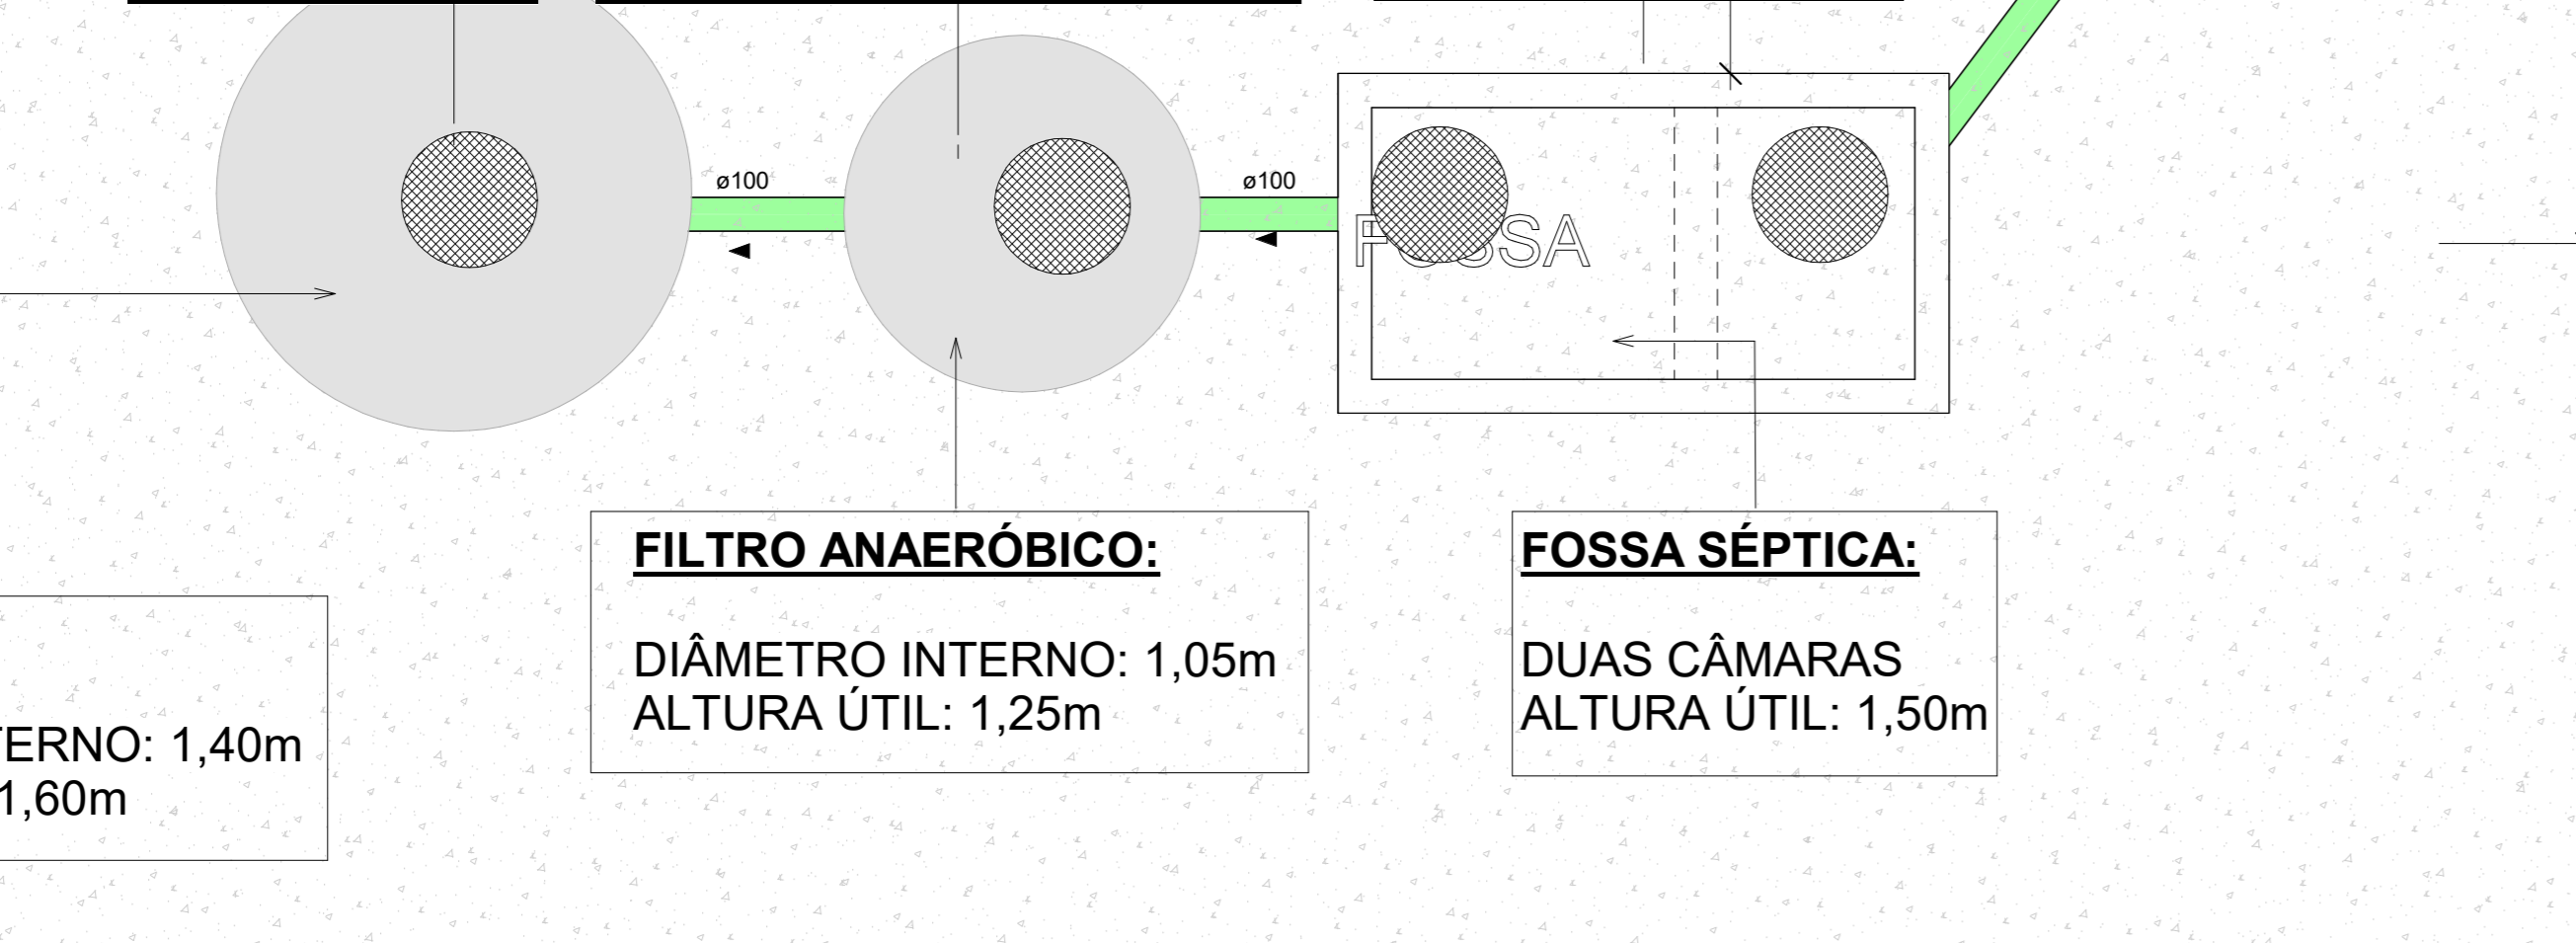 ø100
ø100
FOSSA
FILTRO ANAERÓBICO:
DIÂMETRO INTERNO: 1,05m
ALTURA ÚTIL: 1,25m
FOSSA SÉPTICA:
DUAS CÂMARAS
ALTURA ÚTIL: 1,50m
TERNO: 1,40m
1,60m